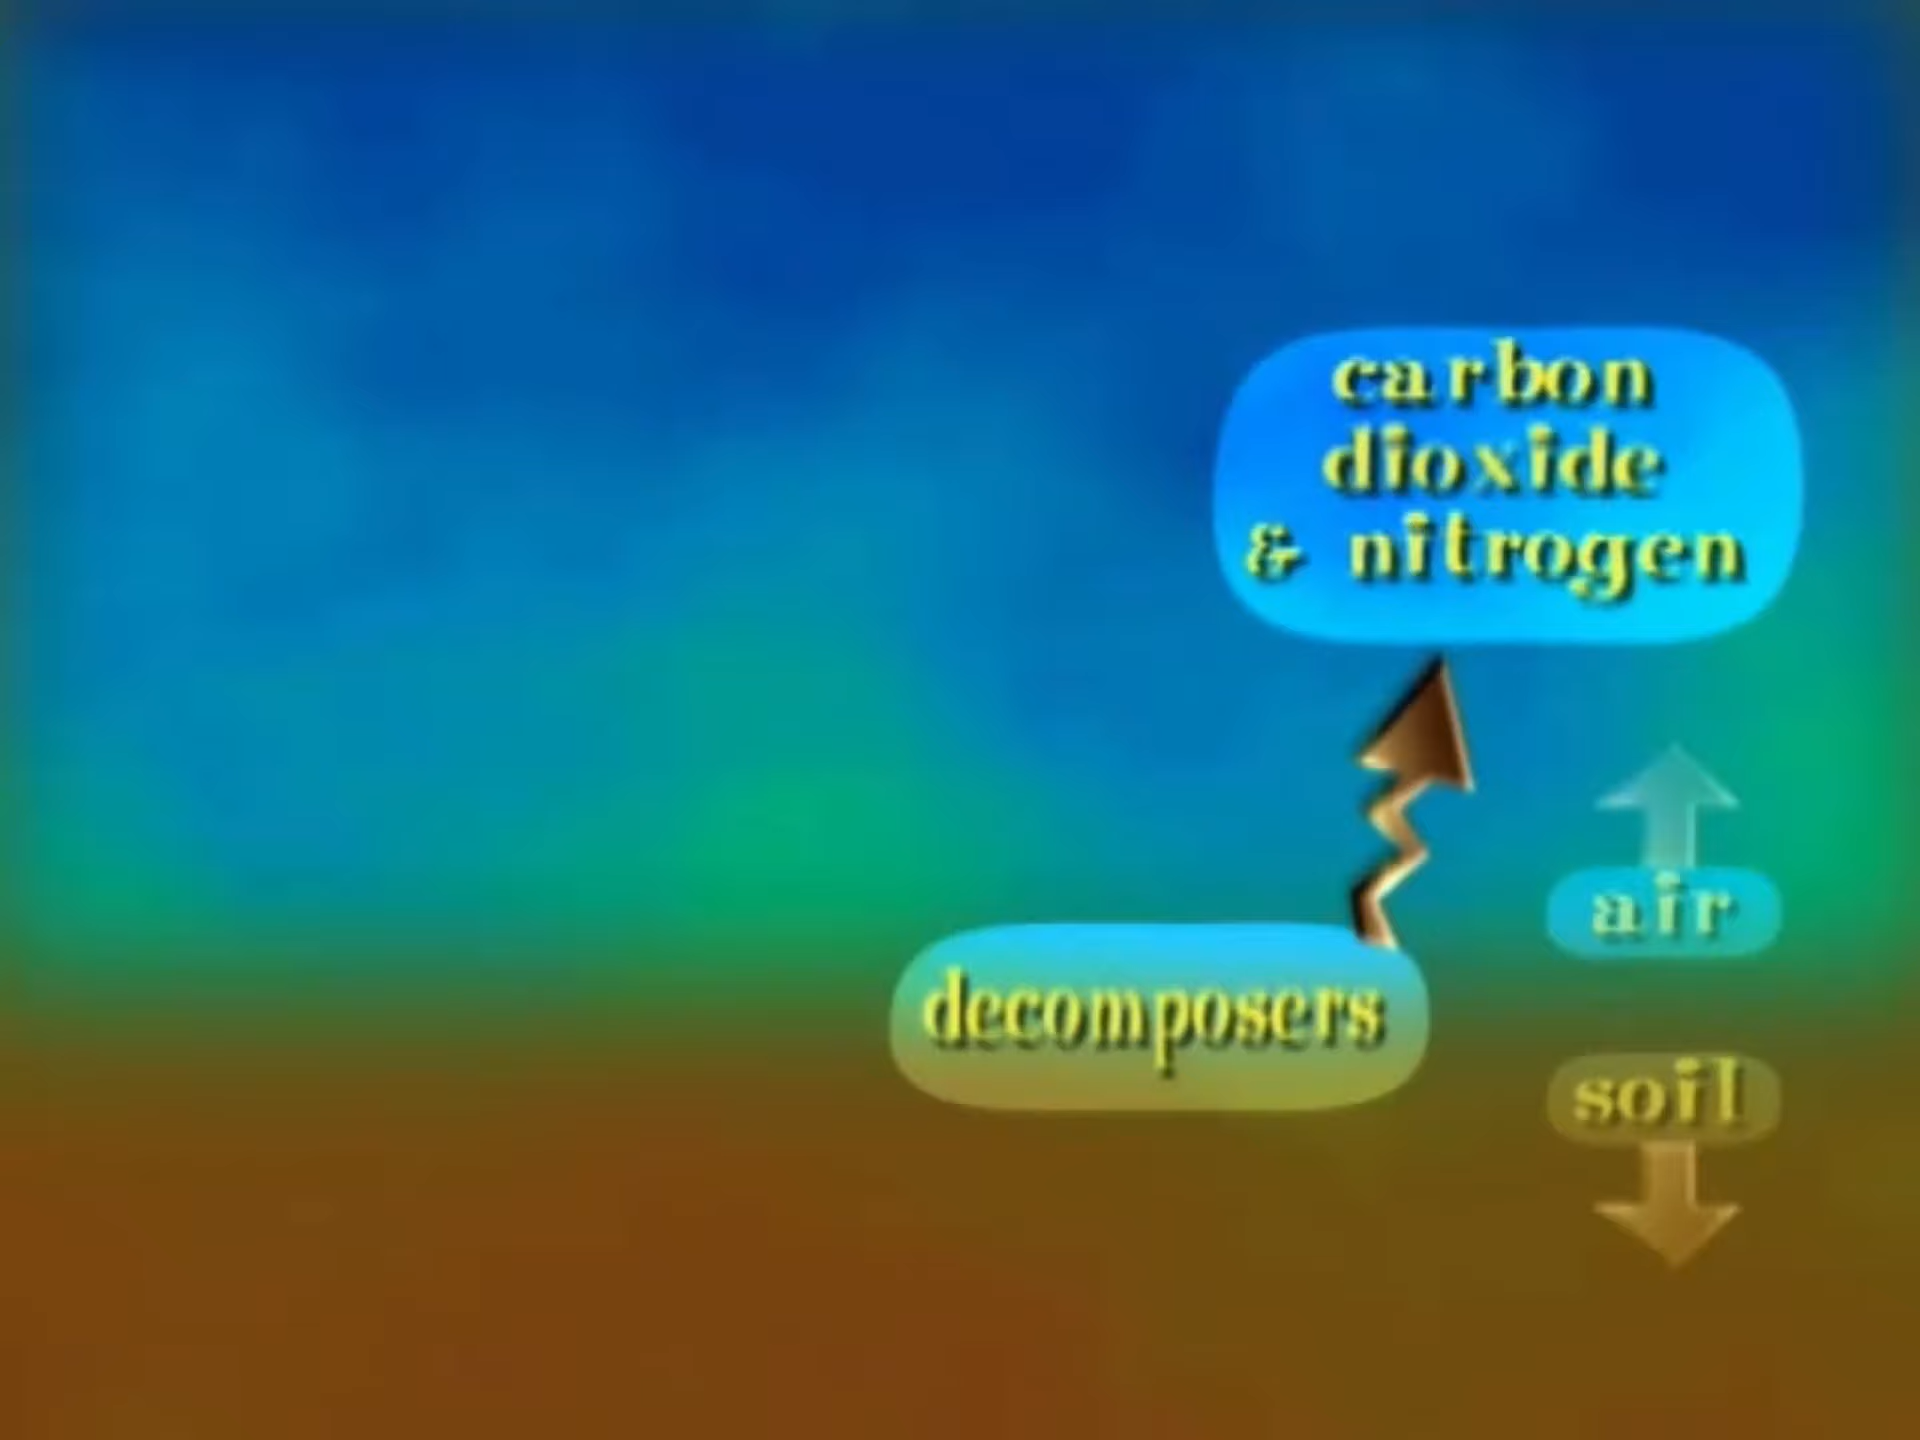 carbon
dioxide
& nitrogen
air
decomposers
soil